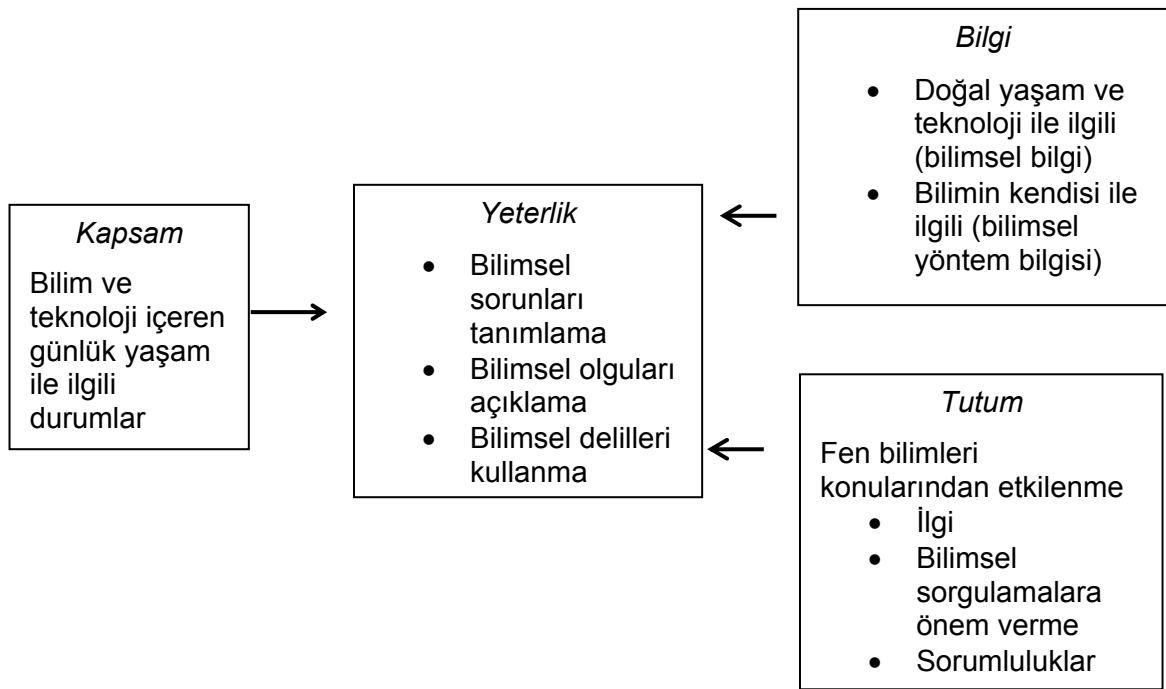 Kapsam
Bilim ve
teknoloji içeren
günlük yaşam
ile ilgili
durumlar
Yeterlik
• Bilimsel
sorunları
tanımlama
• Bilimsel olguları
açıklama
• Bilimsel delilleri
kullanma
Bilgi
• Doğal yaşam ve
teknoloji ile ilgili
(bilimsel bilgi)
• Bilimin kendisi ile
ilgili (bilimsel
yöntem bilgisi)
Tutum
Fen bilimleri
konularından etkilenme
• İlgi
• Bilimsel
sorgulamalara
önem verme
• Sorumluluklar